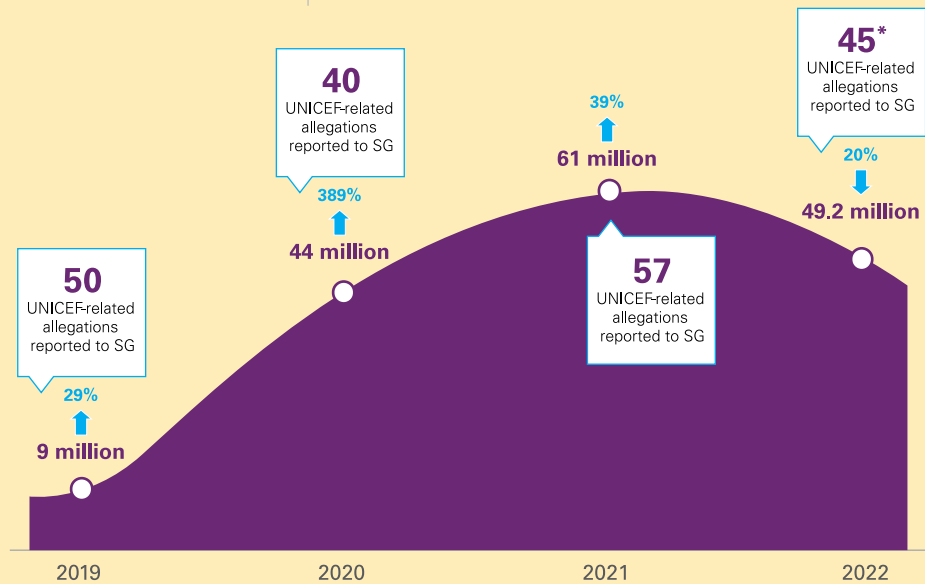 50
UNICEF-related
allegations
reported to SG
29%
9 million
40
UNICEF-related
allegations
reported to SG
389%
44 million
39%
61 million
57
UNICEF-related
allegations
reported to SG
45*
UNICEF-related
allegations
reported to SG
20%
49.2 million
2019
2020
2021
2022